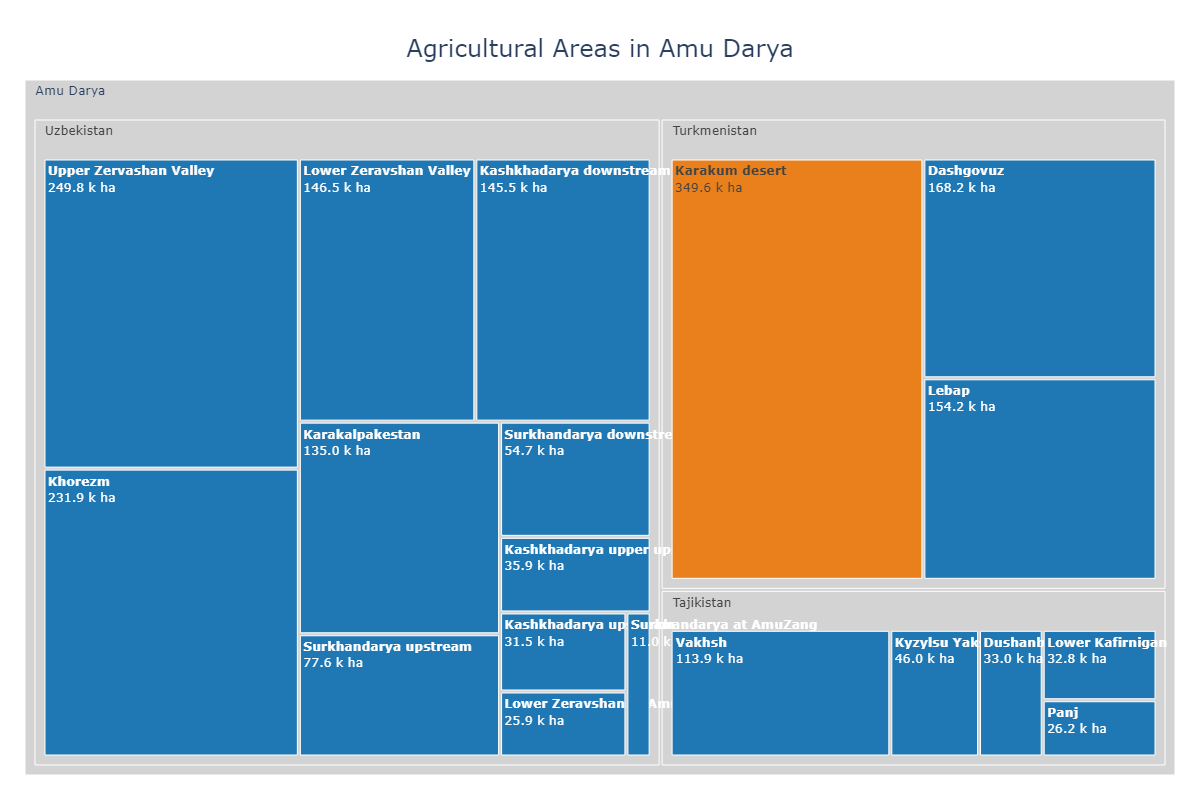 Agricultural Areas in Amu Darya
Amu Darya
Uzbekistan
Upper Zervashan Valley
249.8 k ha
Lower Zeravshan Valley
146.5 k ha
Kashkhadarya downstream
145.5 k ha
Khorezm
231.9 k ha
Karakalpakestan
135.0 k ha
Surkhandarya upstream
77.6 k ha
Surkhandarya downstre
54.7 k ha
Kashkhadarya upper up
35.9 k ha
Kashkhadarya up
31.5 k ha
Lower Zeravshan
25.9 k ha
Surkhandarya at AmuZang
11.0 k
Turkmenistan
Karakum desert
349.6 k ha
Dashgovuz
168.2 k ha
Lebap
154.2 k ha
Tajikistan
Vakhsh
113.9 k ha
Kyzylsu Yak
46.0 k ha
Dushanb
33.0 k ha
Lower Kafirnigan
32.8 k ha
Panj
26.2 k ha